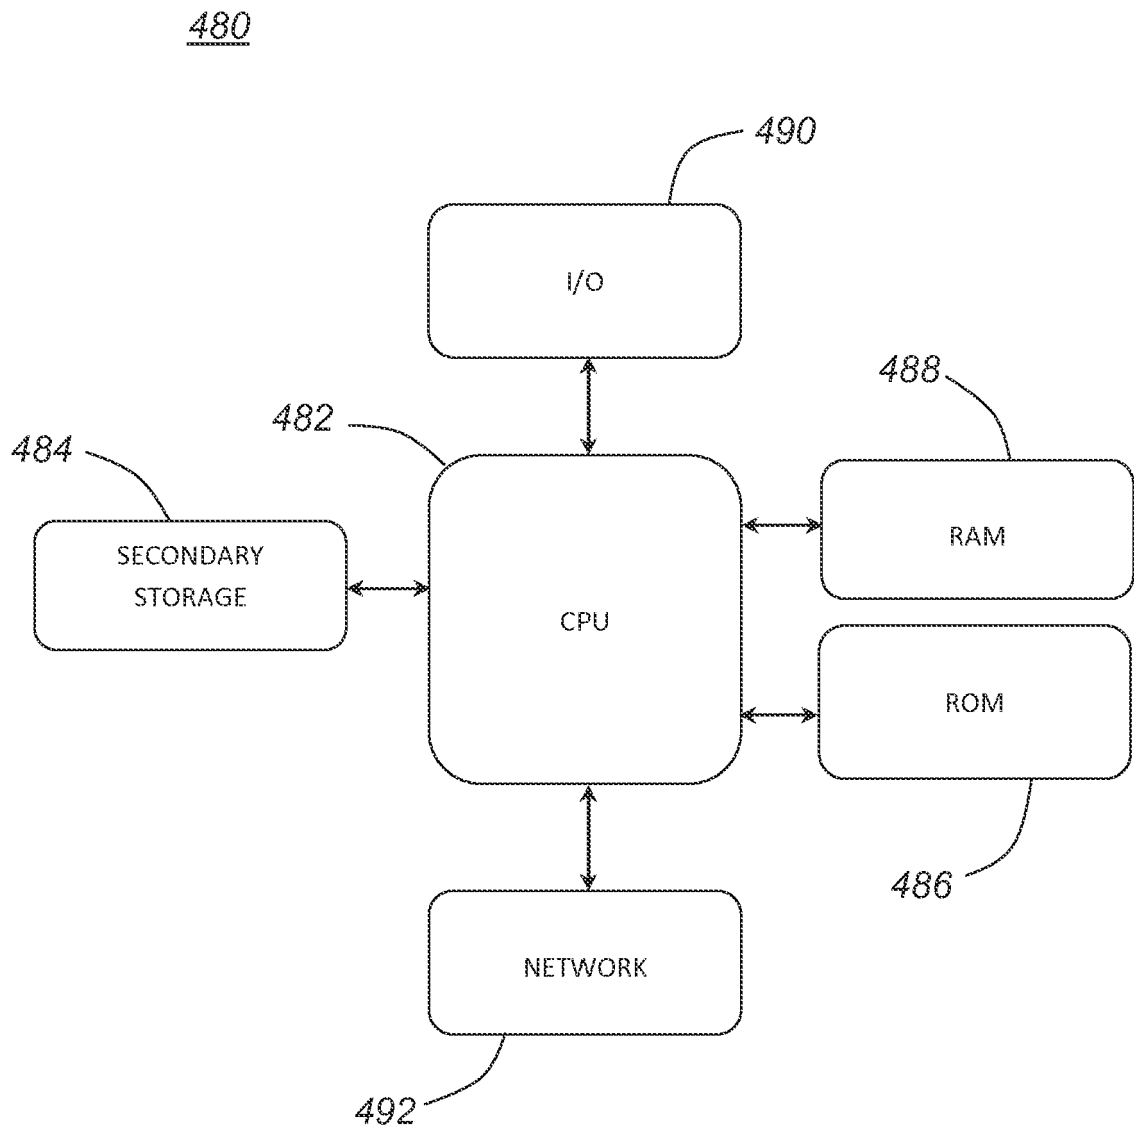 480
490
I/O
488
482
484
SECONDARY
STORAGE
RAM
CPU
ROM
486
NETWORK
492